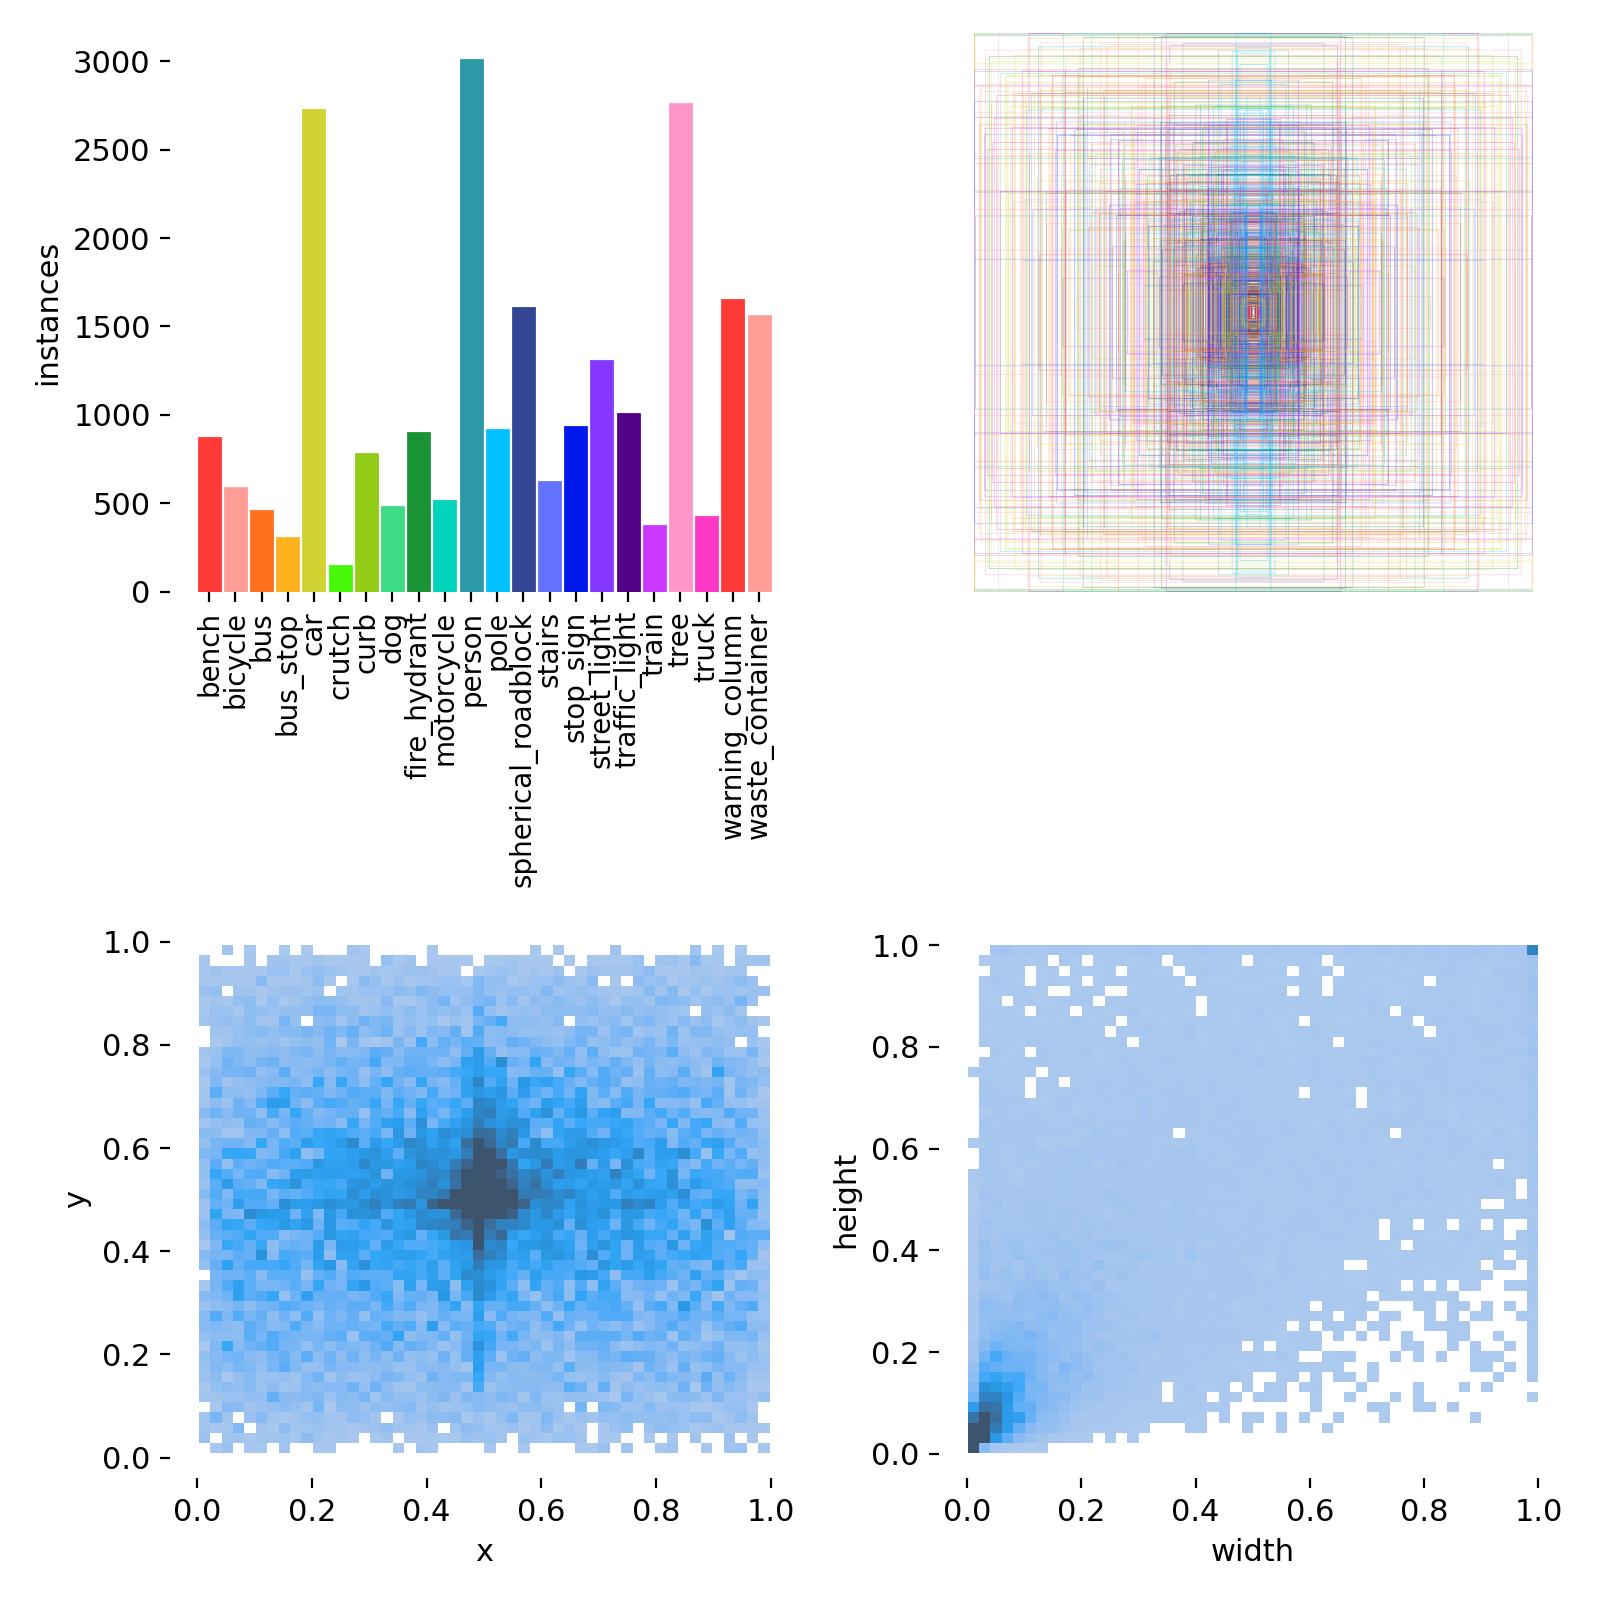 3000
2500
2000
1500
1000
500
0
instances
bench
bicycle
bus
bus_stop
car
crutch
curb
dog
fire_hydrant
motorcycle
person
pole
spherical_roadblock
stairs
stop_sign
street_light
traffic_light
train
tree
truck
warning_column
waste_container
1.0
0.8
0.6
0.4
0.2
0.0
y
0.0 0.2 0.4 0.6 0.8 1.0
x
1.0
0.8
0.6
0.4
0.2
0.0
height
0.0 0.2 0.4 0.6 0.8 1.0
width